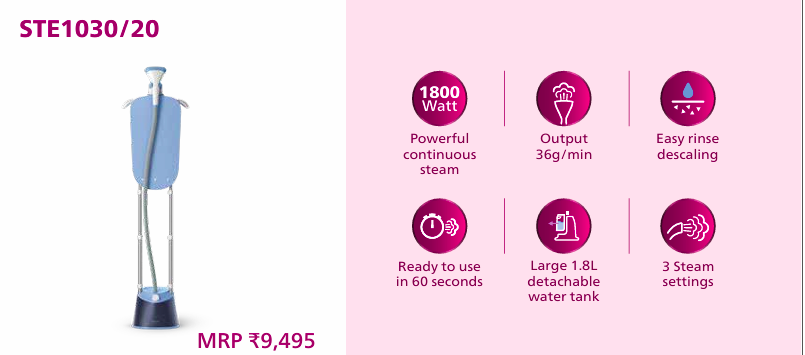 STE1030/20
MRP ₹9,495
1800
Watt
Powerful
continuous
steam
Output
36g/min
Easy rinse
descaling
Ready to use
in 60 seconds
Large 1.8L
detachable
water tank
3 Steam
settings